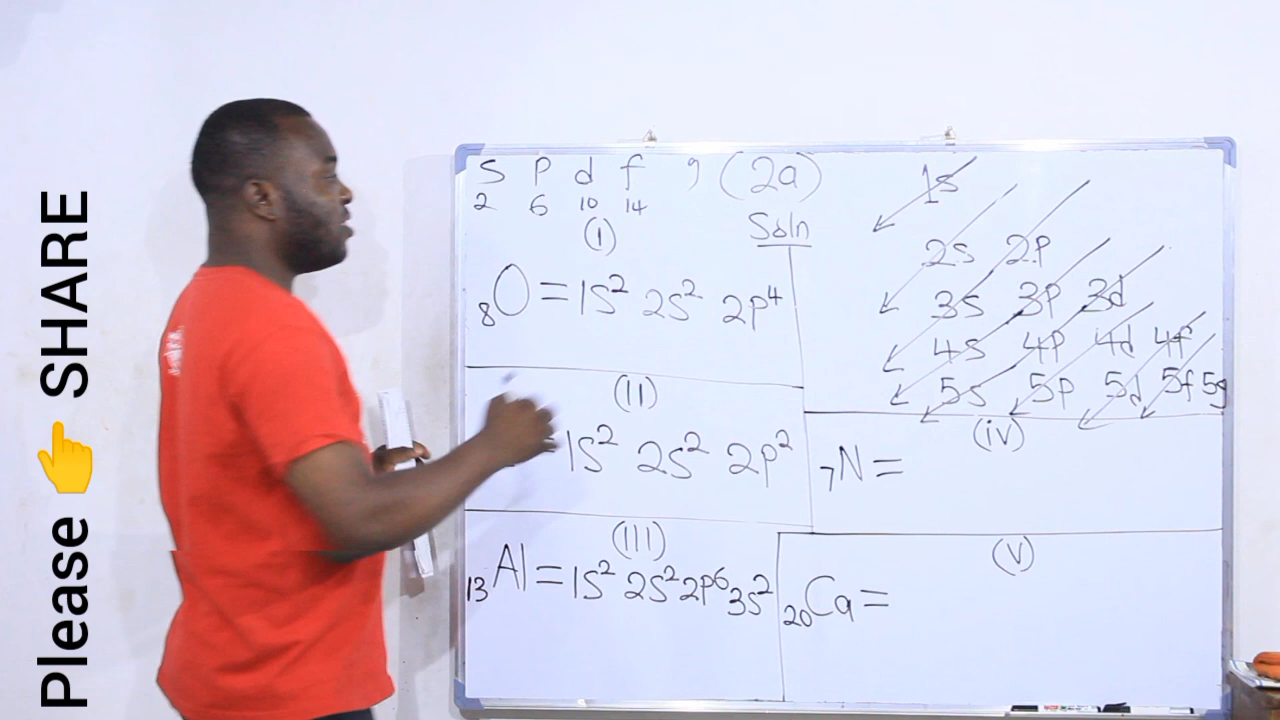 Please 👉 SHARE
S P d f g (2a)
2 6 10 14
Soln
(I)
₈O = 1S² 2S² 2P⁴
(II)
= 1S² 2S² 2P²
(III)
₁₃Al = 1S² 2S² 2P⁶ 3S²
1s
2s 2p
3s 3p 3d
4s 4p 4d 4f
5s 5p 5d 5f 5g
(iv)
₇N =
(v)
₂₀Ca =